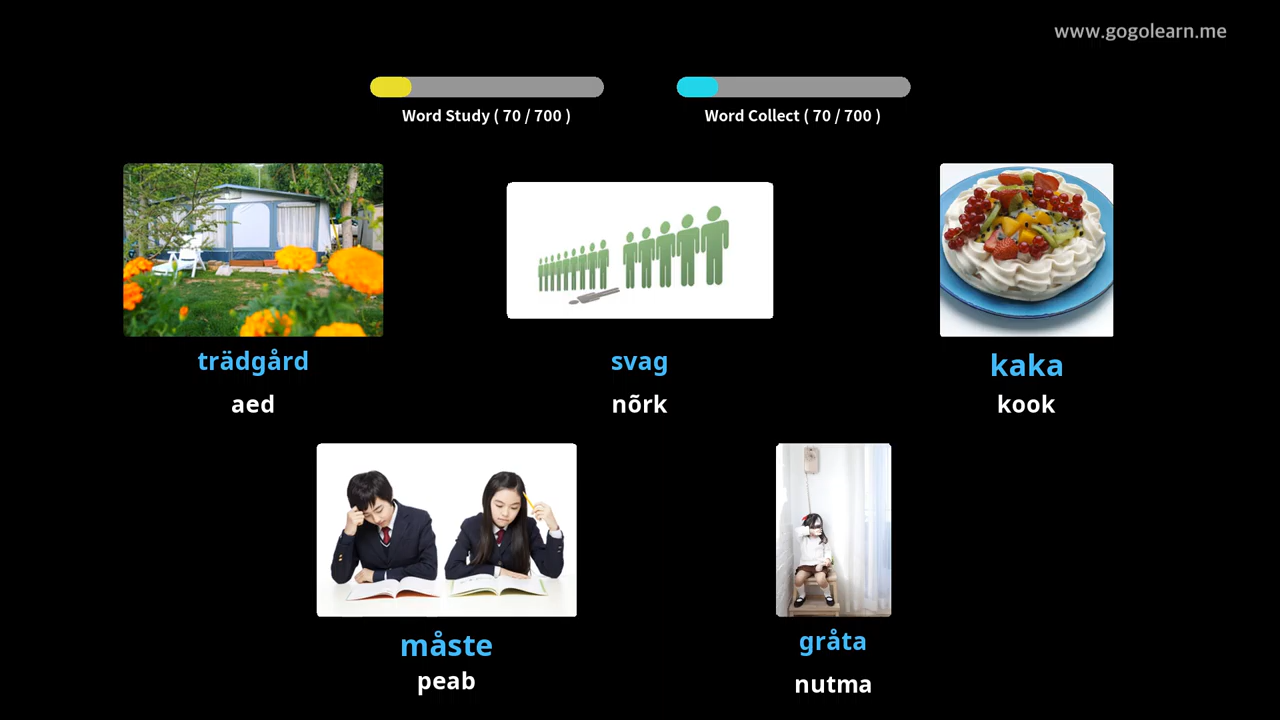 www.gogolearn.me
Word Study ( 70 / 700 )
Word Collect ( 70 / 700 )
trädgård
aed
svag
nõrk
kaka
kook
måste
peab
gråta
nutma